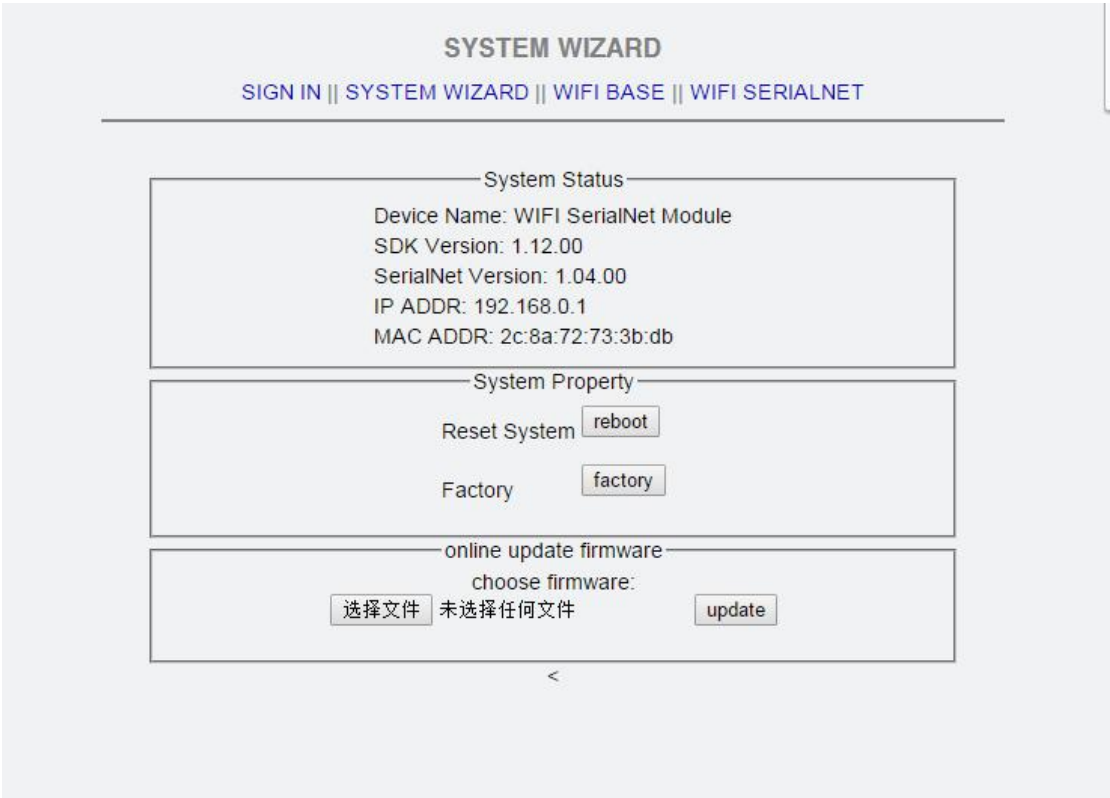 SYSTEM WIZARD
SIGN IN || SYSTEM WIZARD || WIFI BASE || WIFI SERIALNET
System Status
Device Name: WIFI SerialNet Module
SDK Version: 1.12.00
SerialNet Version: 1.04.00
IP ADDR: 192.168.0.1
MAC ADDR: 2c:8a:72:73:3b:db
System Property
Reset System reboot
Factory factory
online update firmware
choose firmware:
选择文件 未选择任何文件 update
<